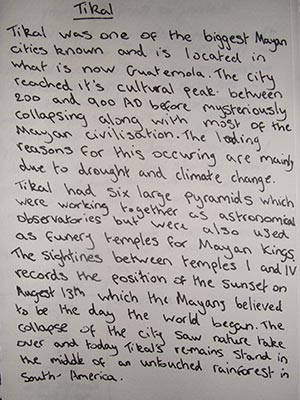 Tikal
Tikal was one of the biggest Mayan
cities known and is located in
what is now Guatemala. The city
reached it's cultural peak between
200 and 900 AD before mysteriously
collapsing along with most of the
Mayan civilisation. The leding
reasons for this occuring are mainly
due to drought and climate change.
Tikal had six large pyramids which
were working together as astronomical
observatories but were also used
as funery temples for Mayan Kings.
The sightines between temples I and IV
records the position of the sunset on
August 13th which the Mayans believed
to be the day the world began. The
collapse of the city saw nature take
over and today Tikal's remains stand in
the middle of an untouched rainforest in
South-America.